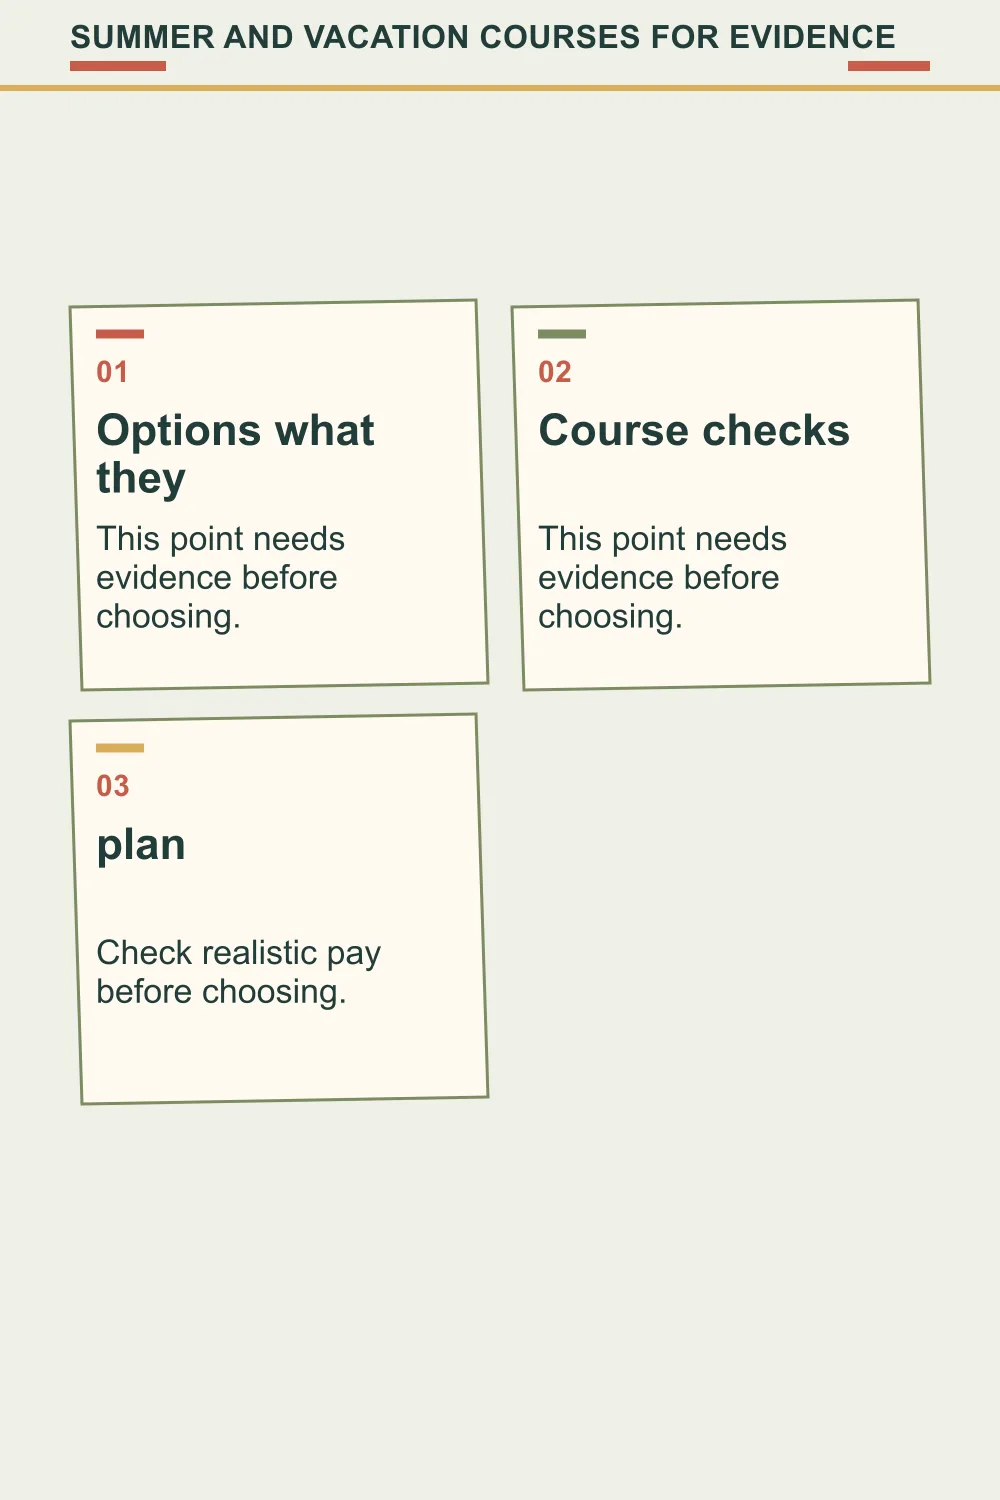 SUMMER AND VACATION COURSES FOR EVIDENCE
01
Options what
they
This point needs
evidence before
choosing.
02
Course checks
This point needs
evidence before
choosing.
03
plan
Check realistic pay
before choosing.